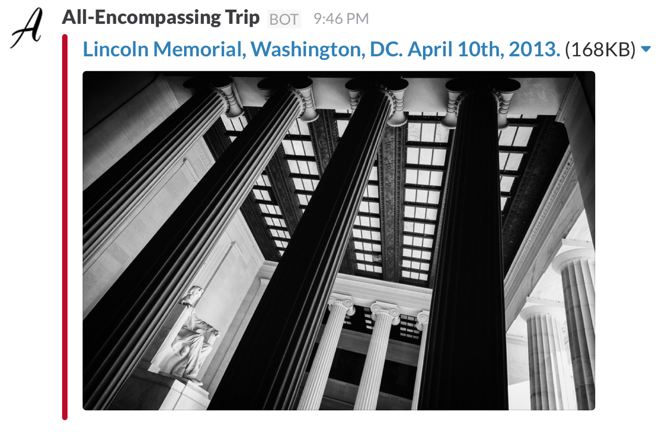 All-Encompassing Trip BOT 9:46 PM
Lincoln Memorial, Washington, DC. April 10th, 2013. (168KB)